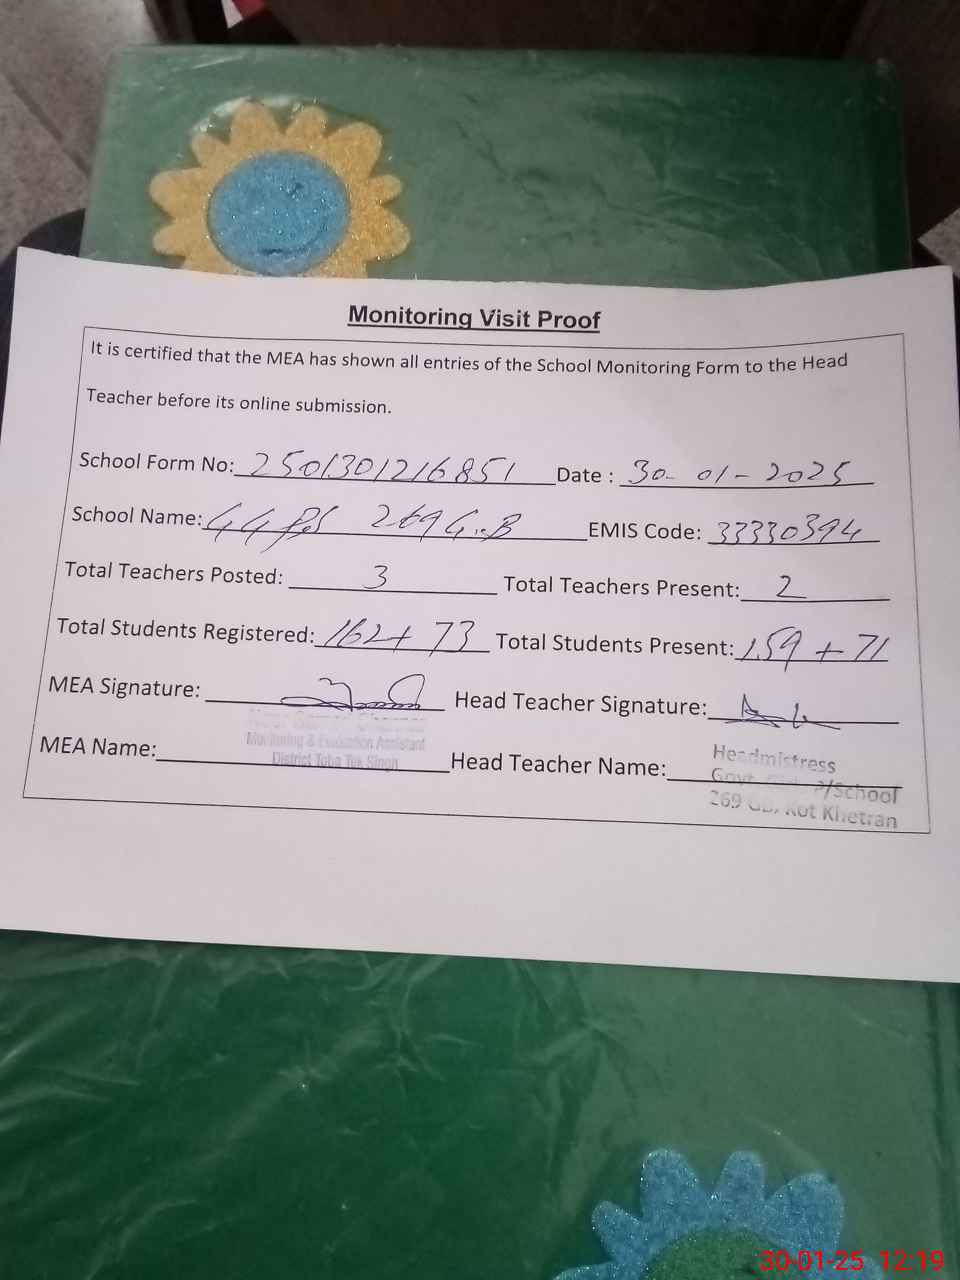 Monitoring Visit Proof
It is certified that the MEA has shown all entries of the School Monitoring Form to the Head
Teacher before its online submission.
School Form No: 2501301216851 Date : 30-01-2025
School Name: 269 G.B EMIS Code: 33330394
Total Teachers Posted: 3 Total Teachers Present: 2
Total Students Registered: 162+73 Total Students Present: 159+71
MEA Signature: Head Teacher Signature:
Monitoring & Evaluation Assistant
District Toba Tek Singh
MEA Name: Head Teacher Name:
Headmistress
Govt. P/School
269 GB, Kot Khetran
30-01-25 12:19